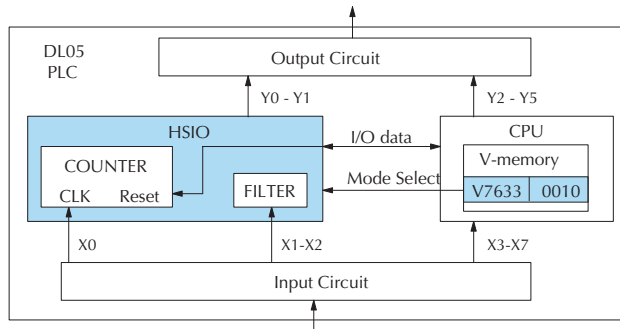 DL05
PLC
Output Circuit
Y0 - Y1
Y2 - Y5
HSIO
I/O data
CPU
COUNTER
CLK Reset
FILTER
Mode Select
V-memory
V7633 0010
X0
X1-X2
X3-X7
Input Circuit